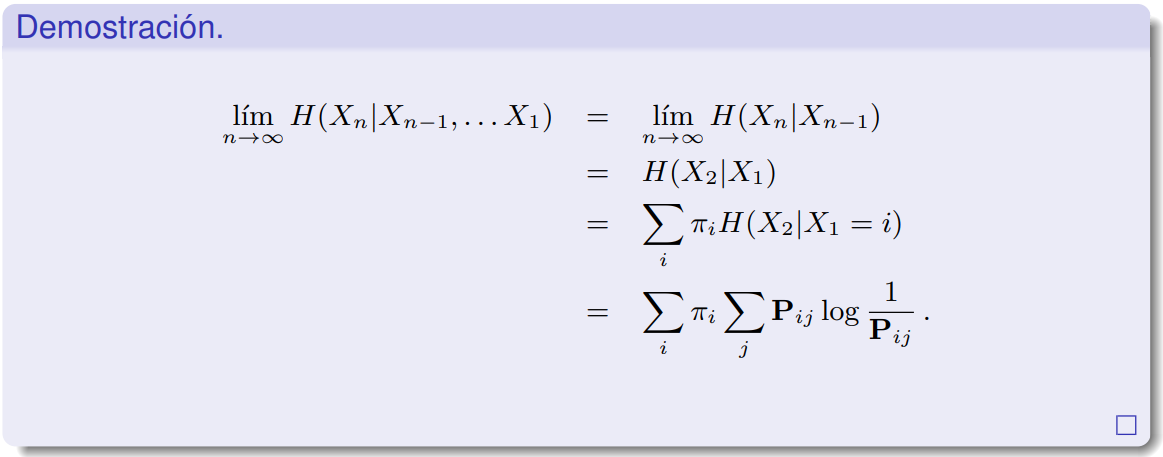 Demostración.
lím_{n→∞} H(X_n|X_{n−1}, … X_1) = lím_{n→∞} H(X_n|X_{n−1})
= H(X_2|X_1)
= ∑_i π_i H(X_2|X_1 = i)
= ∑_i π_i ∑_j P_{ij} log 1/P_{ij} .
□